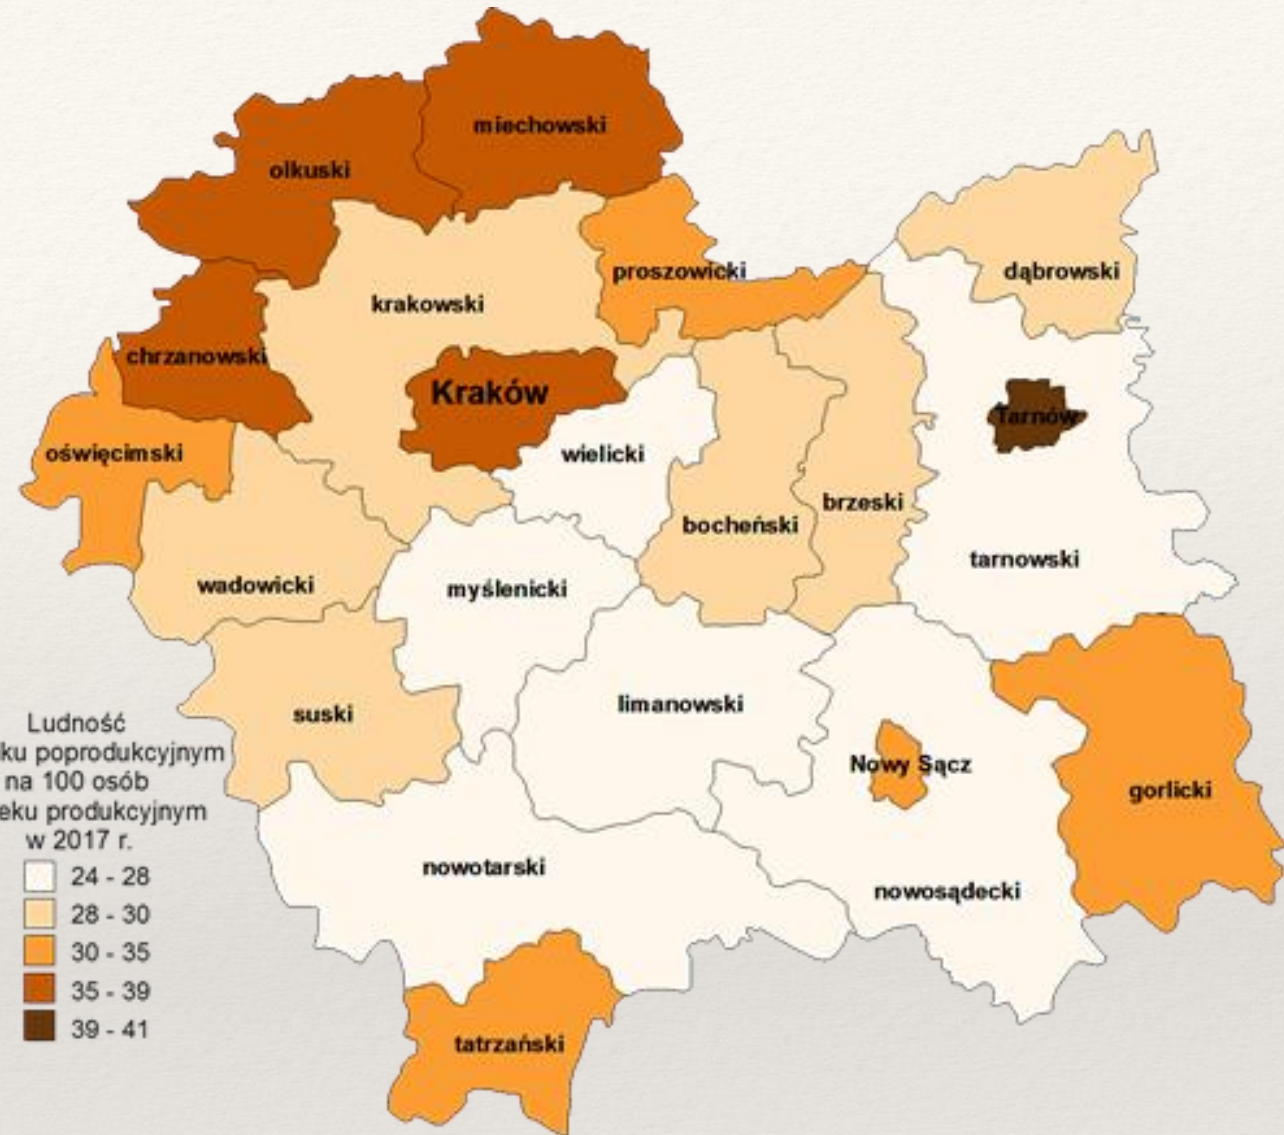 miechowski
olkuski
proszowicki
dąbrowski
krakowski
chrzanowski
Kraków
Tarnów
oświęcimski
wielicki
brzeski
bocheński
tarnowski
wadowicki
myślenicki
limanowski
suski
Nowy Sącz
gorlicki
nowotarski
nowosądecki
tatrzański
Ludność
ku poprodukcyjnym
na 100 osób
eku produkcyjnym
w 2017 r.
24 - 28
28 - 30
30 - 35
35 - 39
39 - 41